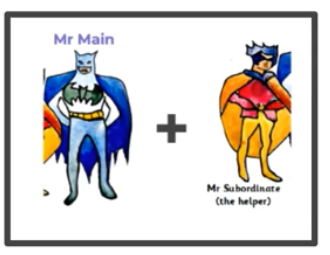 Mr Main
+
Mr Subordinate
(the helper)